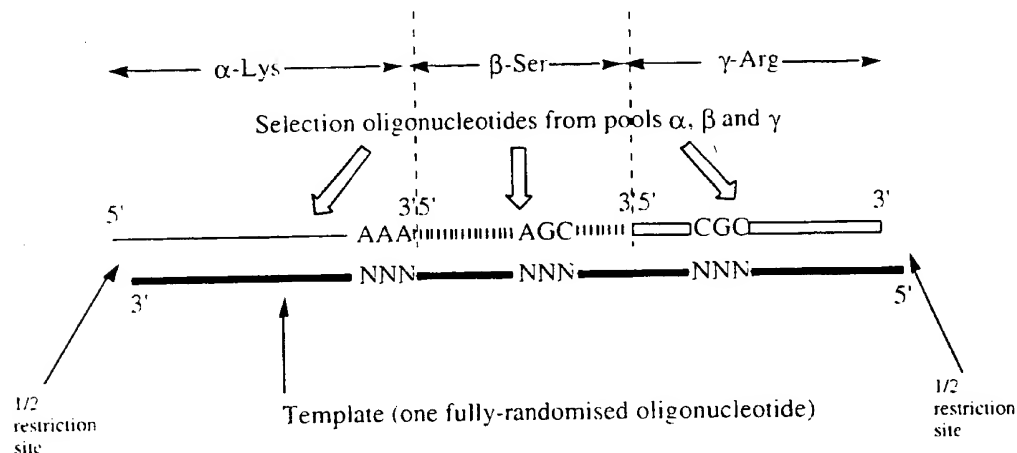 α-Lys β-Ser γ-Arg
Selection oligonucleotides from pools α, β and γ
5' 3' 5' 3' 5' 3'
AAA AGC CGC
NNN NNN NNN
3' 5'
1/2
restriction
site
Template (one fully-randomised oligonucleotide)
1/2
restriction
site